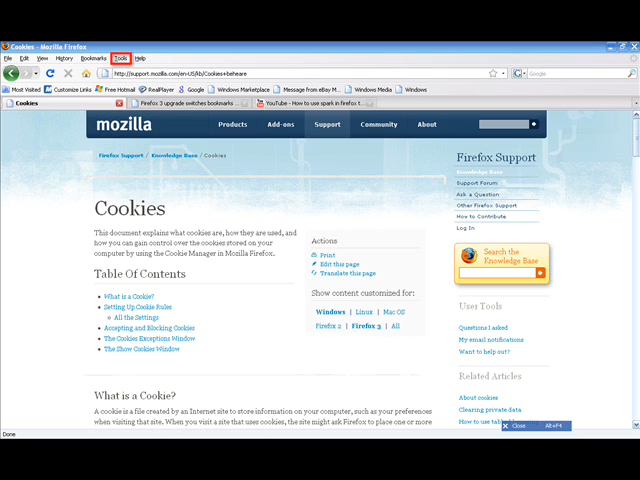 Cookies - Mozilla Firefox
File Edit View History Bookmarks Tools Help
http://support.mozilla.com/en-US/kb/Cookies+beheare
Google
Most Visited Customize Links Free Hotmail RealPlayer Google Windows Marketplace Message from eBay M... Windows Media Windows
Cookies Firefox 3 upgrade switches bookmarks ... YouTube - How to use spark in firefox t...
mozilla Products Add-ons Support Community About
Firefox Support / Knowledge Base / Cookies
Firefox Support
Knowledge Base
Support Forum
Ask a Question
Other Firefox Support
How to Contribute
Log In
Cookies
This document explains what cookies are, how they are used, and
how you can gain control over the cookies stored on your
computer by using the Cookie Manager in Mozilla Firefox.
Table Of Contents
What is a Cookie?
Setting Up Cookie Rules
All the Settings
Accepting and Blocking Cookies
The Cookies Exceptions Window
The Show Cookies Window
Actions
Print
Edit this page
Translate this page
Show content customized for:
Windows | Linux | Mac OS
Firefox 2 | Firefox 3 | All
Search the
Knowledge Base
User Tools
Questions I asked
My email notifications
Want to help out?
Related Articles
About cookies
Clearing private data
How to use tab
What is a Cookie?
A cookie is a file created by an Internet site to store information on your computer, such as your preferences
when visiting that site. When you visit a site that uses cookies, the site might ask Firefox to place one or more
Close Alt+F4
Done